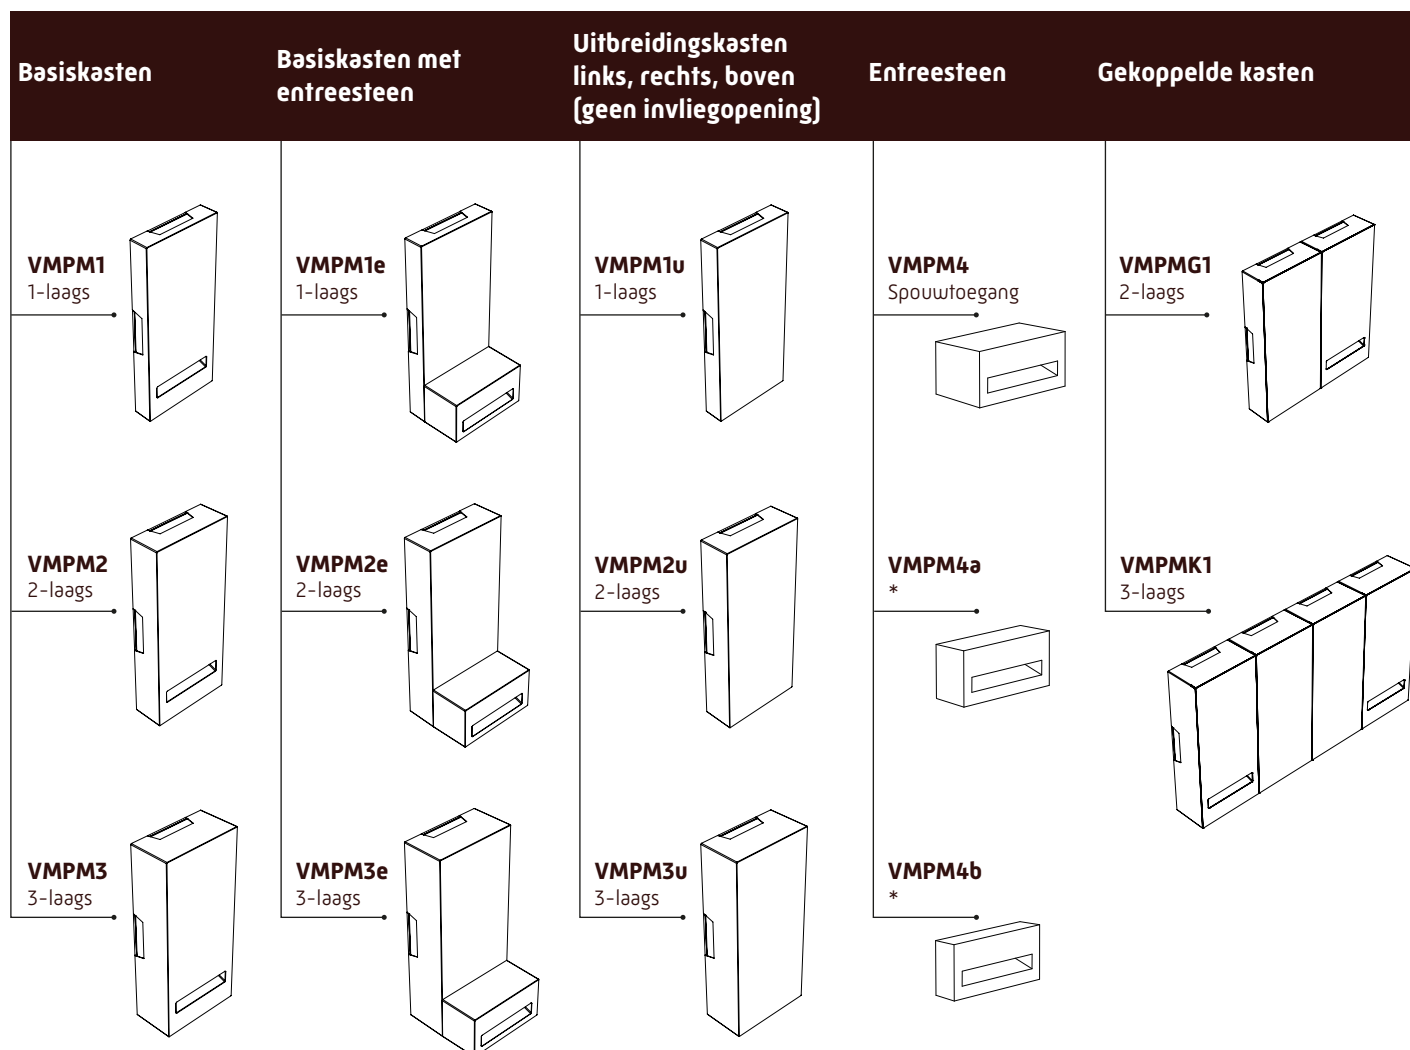 Basiskasten
Basiskasten met
entreesteen
Uitbreidingskasten
links, rechts, boven
(geen invliegopening)
Entreesteen
Gekoppelde kasten
VMPM1
1-laags
VMPM1e
1-laags
VMPM1u
1-laags
VMPM4
Spouwtoegang
VMPMG1
2-laags
VMPM2
2-laags
VMPM2e
2-laags
VMPM2u
2-laags
VMPM4a
*
VMPMK1
3-laags
VMPM3
3-laags
VMPM3e
3-laags
VMPM3u
3-laags
VMPM4b
*